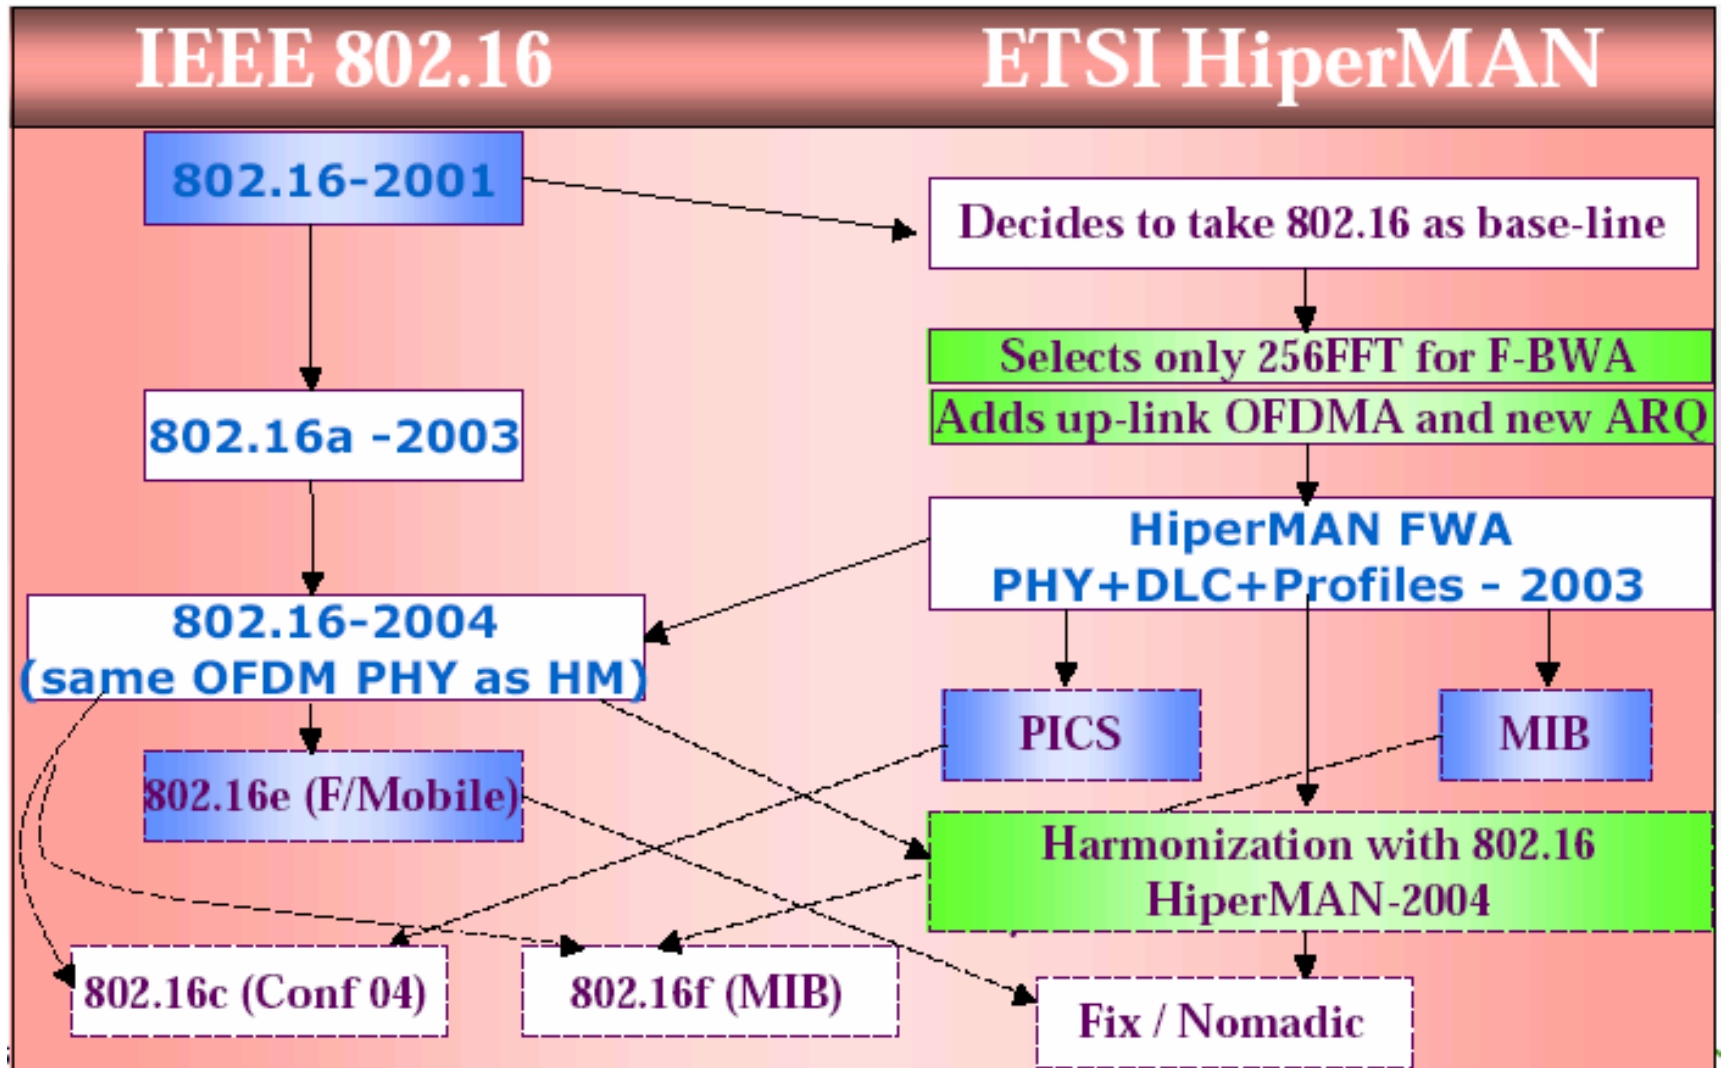 IEEE 802.16
ETSI HiperMAN
802.16-2001
Decides to take 802.16 as base-line
Selects only 256FFT for F-BWA
Adds up-link OFDMA and new ARQ
802.16a -2003
HiperMAN FWA
PHY+DLC+Profiles - 2003
802.16-2004
(same OFDM PHY as HM)
PICS
MIB
802.16e (F/Mobile)
Harmonization with 802.16
HiperMAN-2004
802.16c (Conf 04)
802.16f (MIB)
Fix / Nomadic